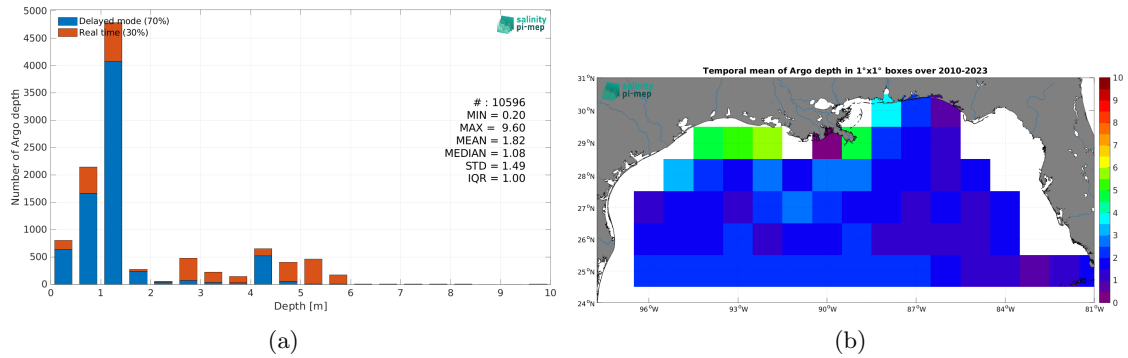 5000
4500
4000
3500
3000
2500
2000
1500
1000
500
0
Number of Argo depth
Delayed mode (70%)
Real time (30%)
salinity
pi-mep
# : 10596
MIN = 0.20
MAX = 9.60
MEAN = 1.82
MEDIAN = 1.08
STD = 1.49
IQR = 1.00
0 1 2 3 4 5 6 7 8 9 10
Depth [m]
(a)
Temporal mean of Argo depth in 1°x1° boxes over 2010-2023
salinity
pi-mep
31°N
30°N
29°N
28°N
27°N
26°N
25°N
24°N
96°W 93°W 90°W 87°W 84°W 81°W
10
9
8
7
6
5
4
3
2
1
0
(b)